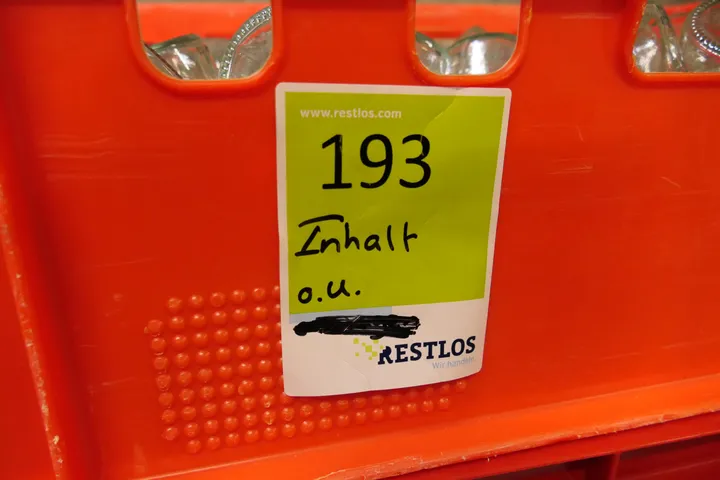 www.restlos.com
193
Inhalt
o.u.
RESTLOS
Wir handeln.